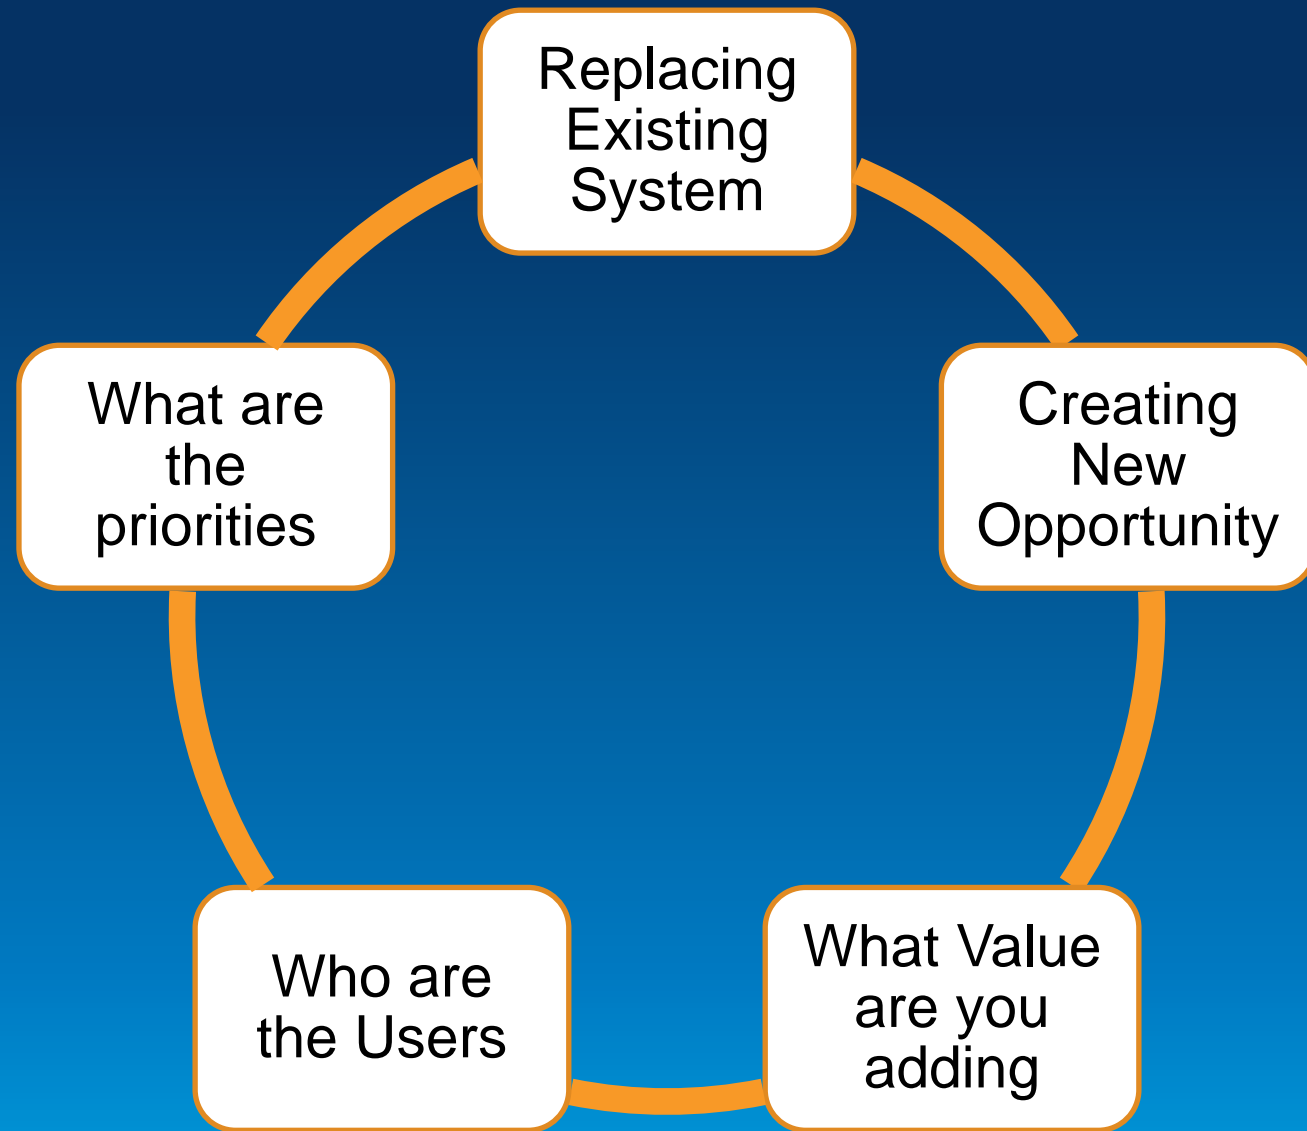 Replacing
Existing
System
Creating
New
Opportunity
What Value
are you
adding
Who are
the Users
What are
the
priorities